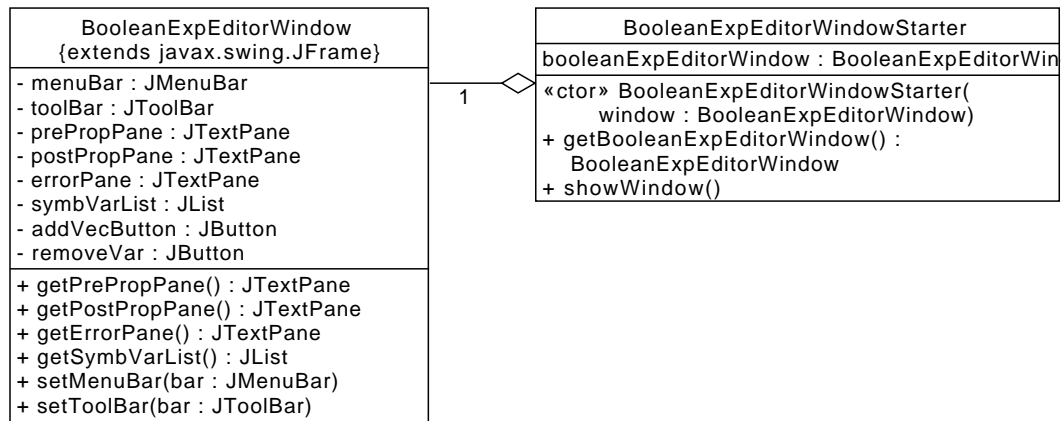 BooleanExpEditorWindow
{extends javax.swing.JFrame}
- menuBar : JMenuBar
- toolBar : JToolBar
- prePropPane : JTextPane
- postPropPane : JTextPane
- errorPane : JTextPane
- symbVarList : JList
- addVecButton : JButton
- removeVar : JButton
+ getPrePropPane() : JTextPane
+ getPostPropPane() : JTextPane
+ getErrorPane() : JTextPane
+ getSymbVarList() : JList
+ setMenuBar(bar : JMenuBar)
+ setToolBar(bar : JToolBar)
1
BooleanExpEditorWindowStarter
booleanExpEditorWindow : BooleanExpEditorWin
«ctor» BooleanExpEditorWindowStarter(
window : BooleanExpEditorWindow)
+ getBooleanExpEditorWindow() :
BooleanExpEditorWindow
+ showWindow()